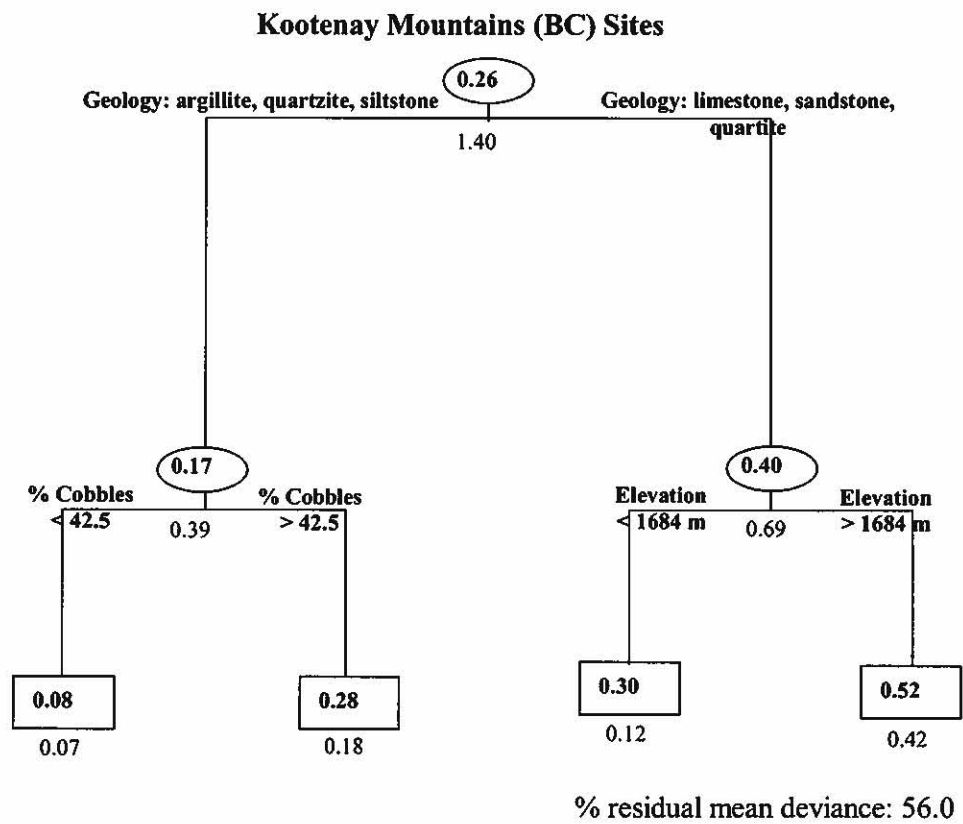 Kootenay Mountains (BC) Sites
0.26
Geology: argillite, quartzite, siltstone
Geology: limestone, sandstone,
quartite
1.40
0.17
0.40
% Cobbles
< 42.5
% Cobbles
> 42.5
0.39
Elevation
< 1684 m
Elevation
> 1684 m
0.69
0.08
0.28
0.30
0.52
0.07
0.18
0.12
0.42
% residual mean deviance: 56.0